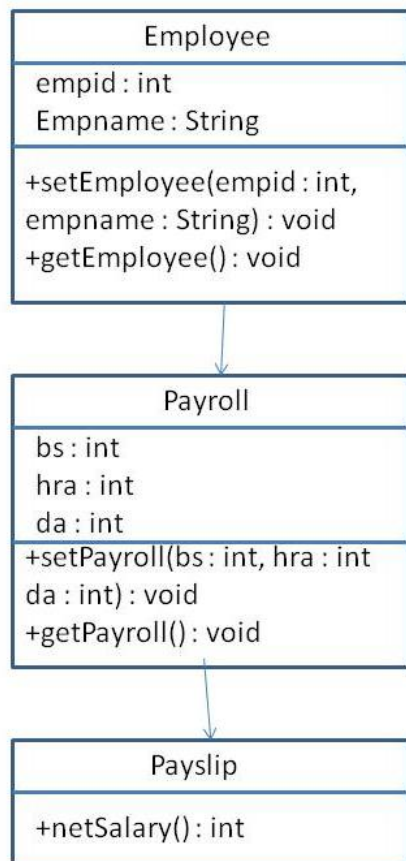 Employee
empid : int
Empname : String
+setEmployee(empid : int,
empname : String) : void
+getEmployee() : void
Payroll
bs : int
hra : int
da : int
+setPayroll(bs : int, hra : int
da : int) : void
+getPayroll() : void
Payslip
+netSalary() : int